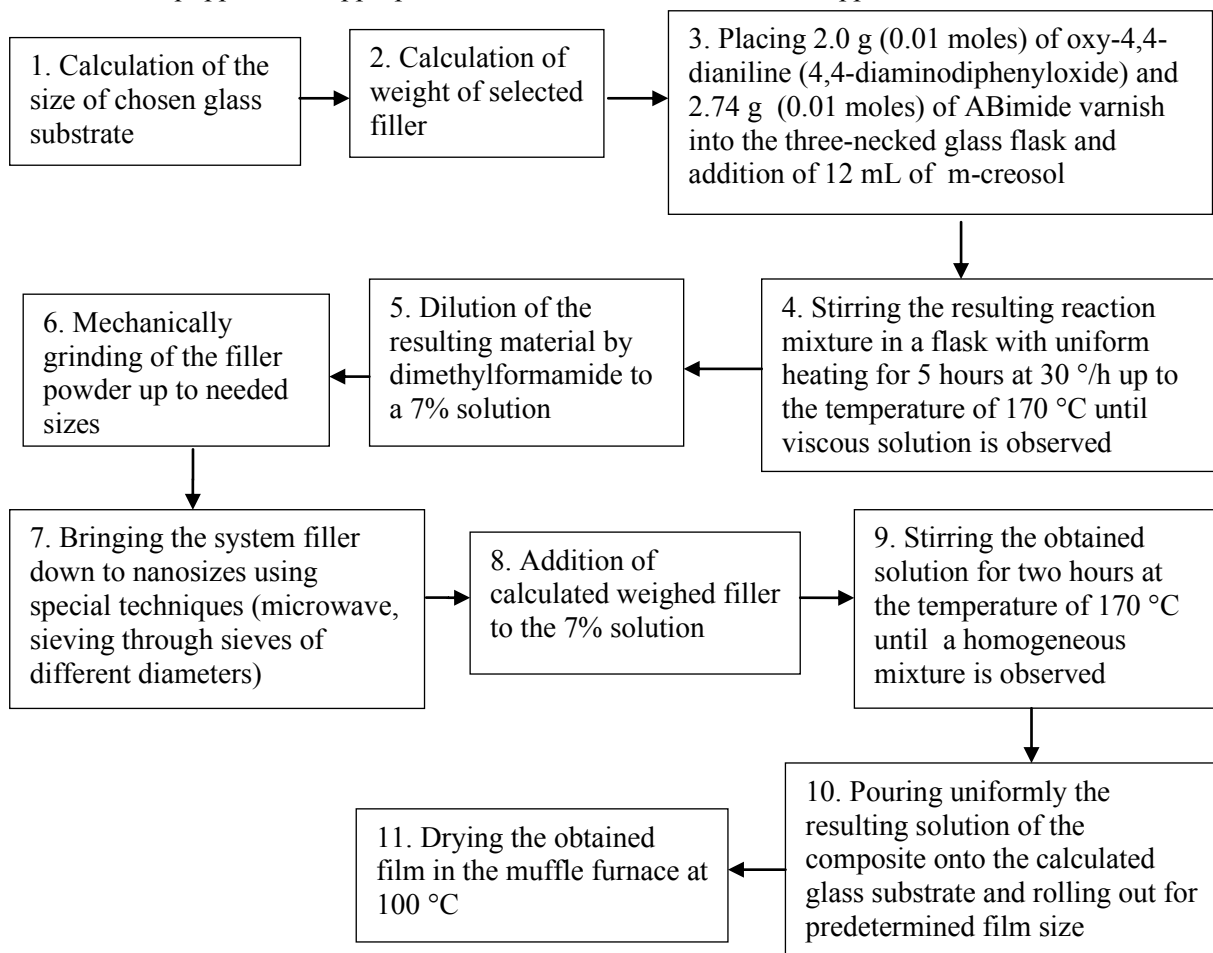 1. Calculation of the
size of chosen glass
substrate
2. Calculation of
weight of selected
filler
3. Placing 2.0 g (0.01 moles) of oxy-4,4-
dianiline (4,4-diaminodiphenyloxide) and
2.74 g (0.01 moles) of ABimide varnish
into the three-necked glass flask and
addition of 12 mL of m-creosol
4. Stirring the resulting reaction
mixture in a flask with uniform
heating for 5 hours at 30 °/h up to
the temperature of 170 °C until
viscous solution is observed
5. Dilution of the
resulting material by
dimethylformamide to
a 7% solution
6. Mechanically
grinding of the filler
powder up to needed
sizes
7. Bringing the system filler
down to nanosizes using
special techniques (microwave,
sieving through sieves of
different diameters)
8. Addition of
calculated weighed filler
to the 7% solution
9. Stirring the obtained
solution for two hours at
the temperature of 170 °C
until a homogeneous
mixture is observed
10. Pouring uniformly the
resulting solution of the
composite onto the calculated
glass substrate and rolling out for
predetermined film size
11. Drying the obtained
film in the muffle furnace at
100 °C